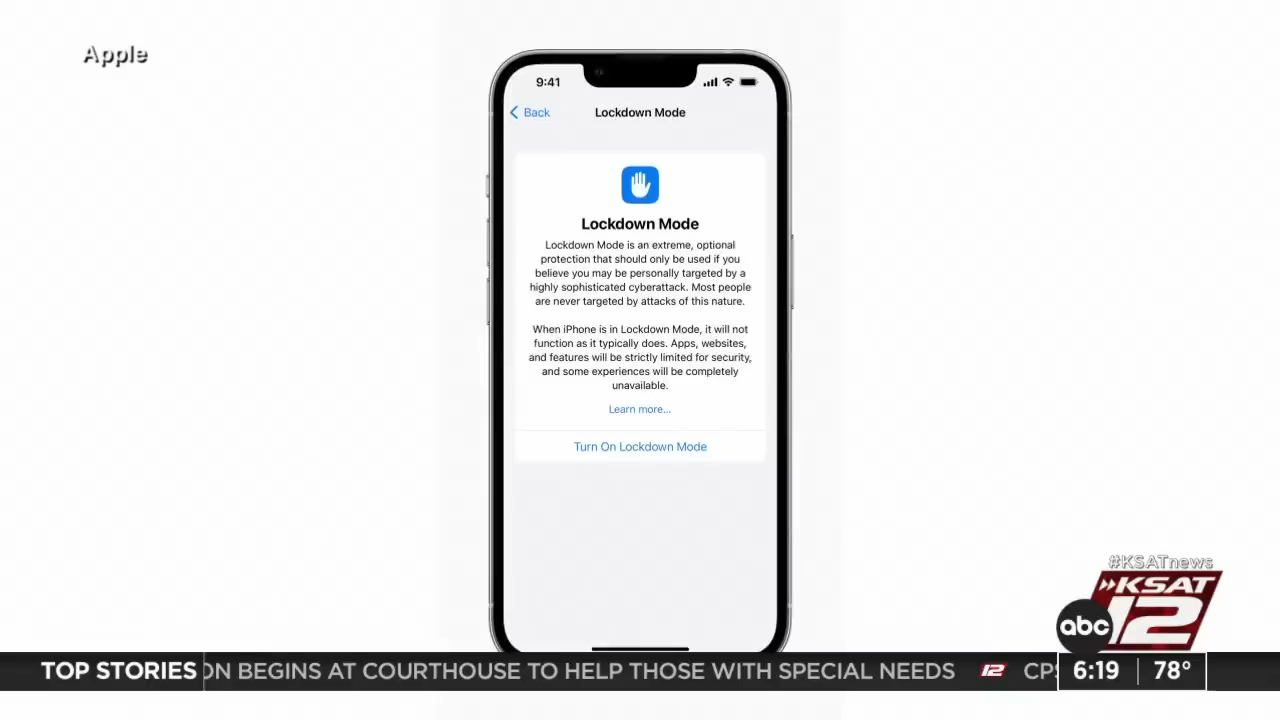 Apple
9:41
Back
Lockdown Mode
Lockdown Mode
Lockdown Mode is an extreme, optional
protection that should only be used if you
believe you may be personally targeted by a
highly sophisticated cyberattack. Most people
are never targeted by attacks of this nature.
When iPhone is in Lockdown Mode, it will not
function as it typically does. Apps, websites,
and features will be strictly limited for security,
and some experiences will be completely
unavailable.
Learn more...
Turn On Lockdown Mode
#KSATnews
KSAT
12
abc
TOP STORIES
ON BEGINS AT COURTHOUSE TO HELP THOSE WITH SPECIAL NEEDS 12 CPS
6:19 78°